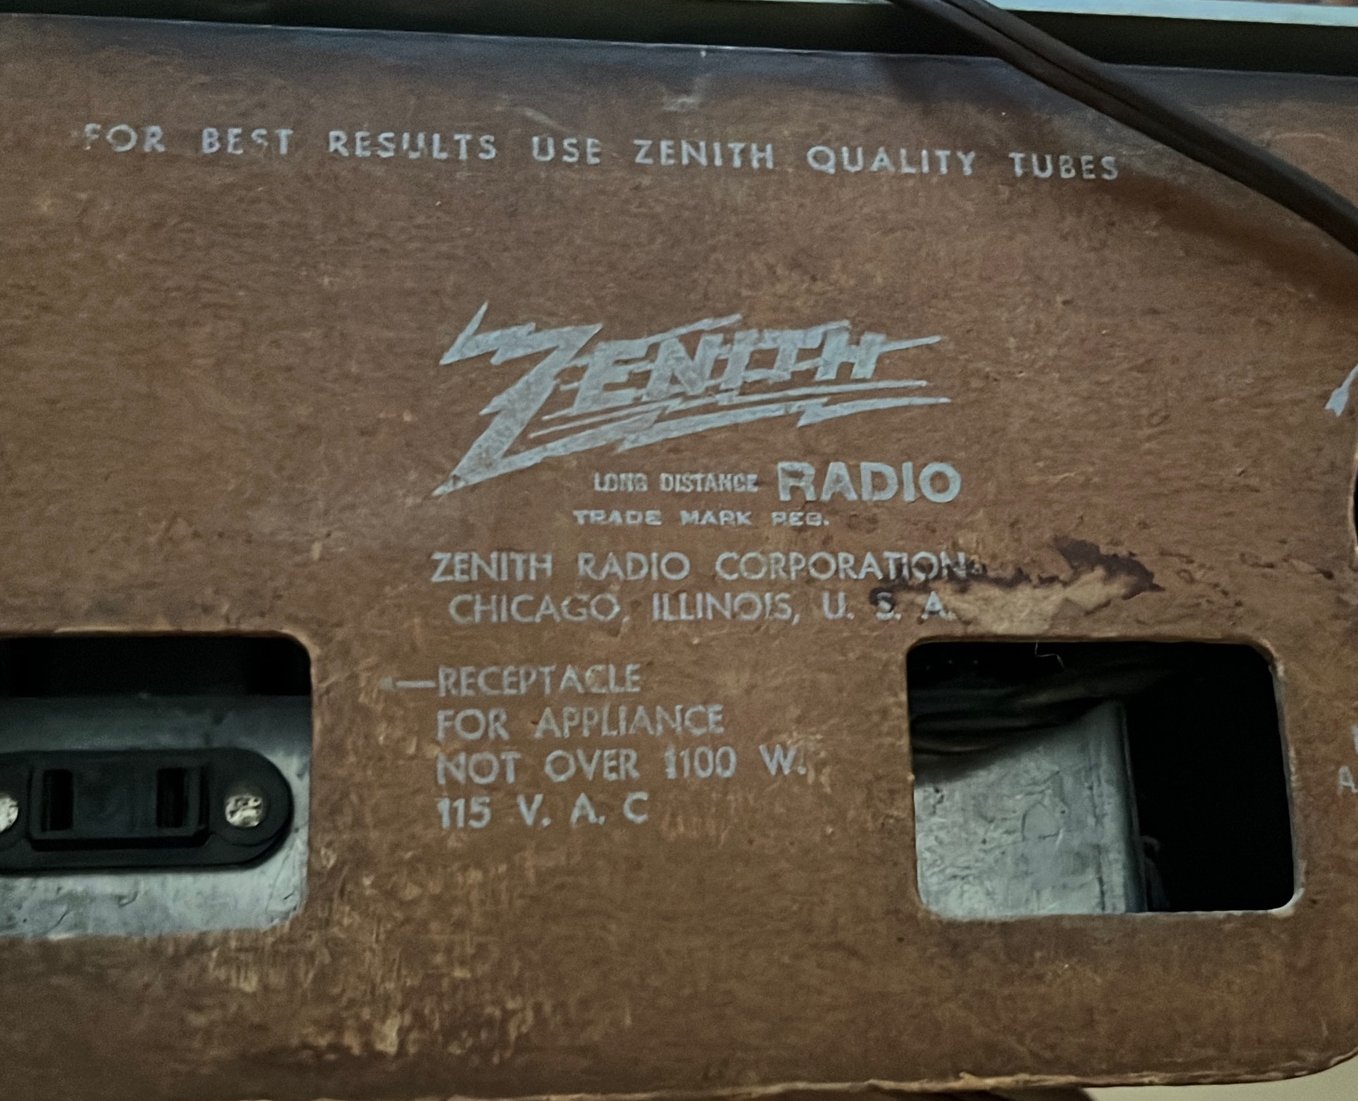 FOR BEST RESULTS USE ZENITH QUALITY TUBES
ZENITH
LONG DISTANCE RADIO
TRADE MARK REG.
ZENITH RADIO CORPORATION
CHICAGO, ILLINOIS, U. S. A.
—RECEPTACLE
FOR APPLIANCE
NOT OVER 1100 W.
115 V. A. C